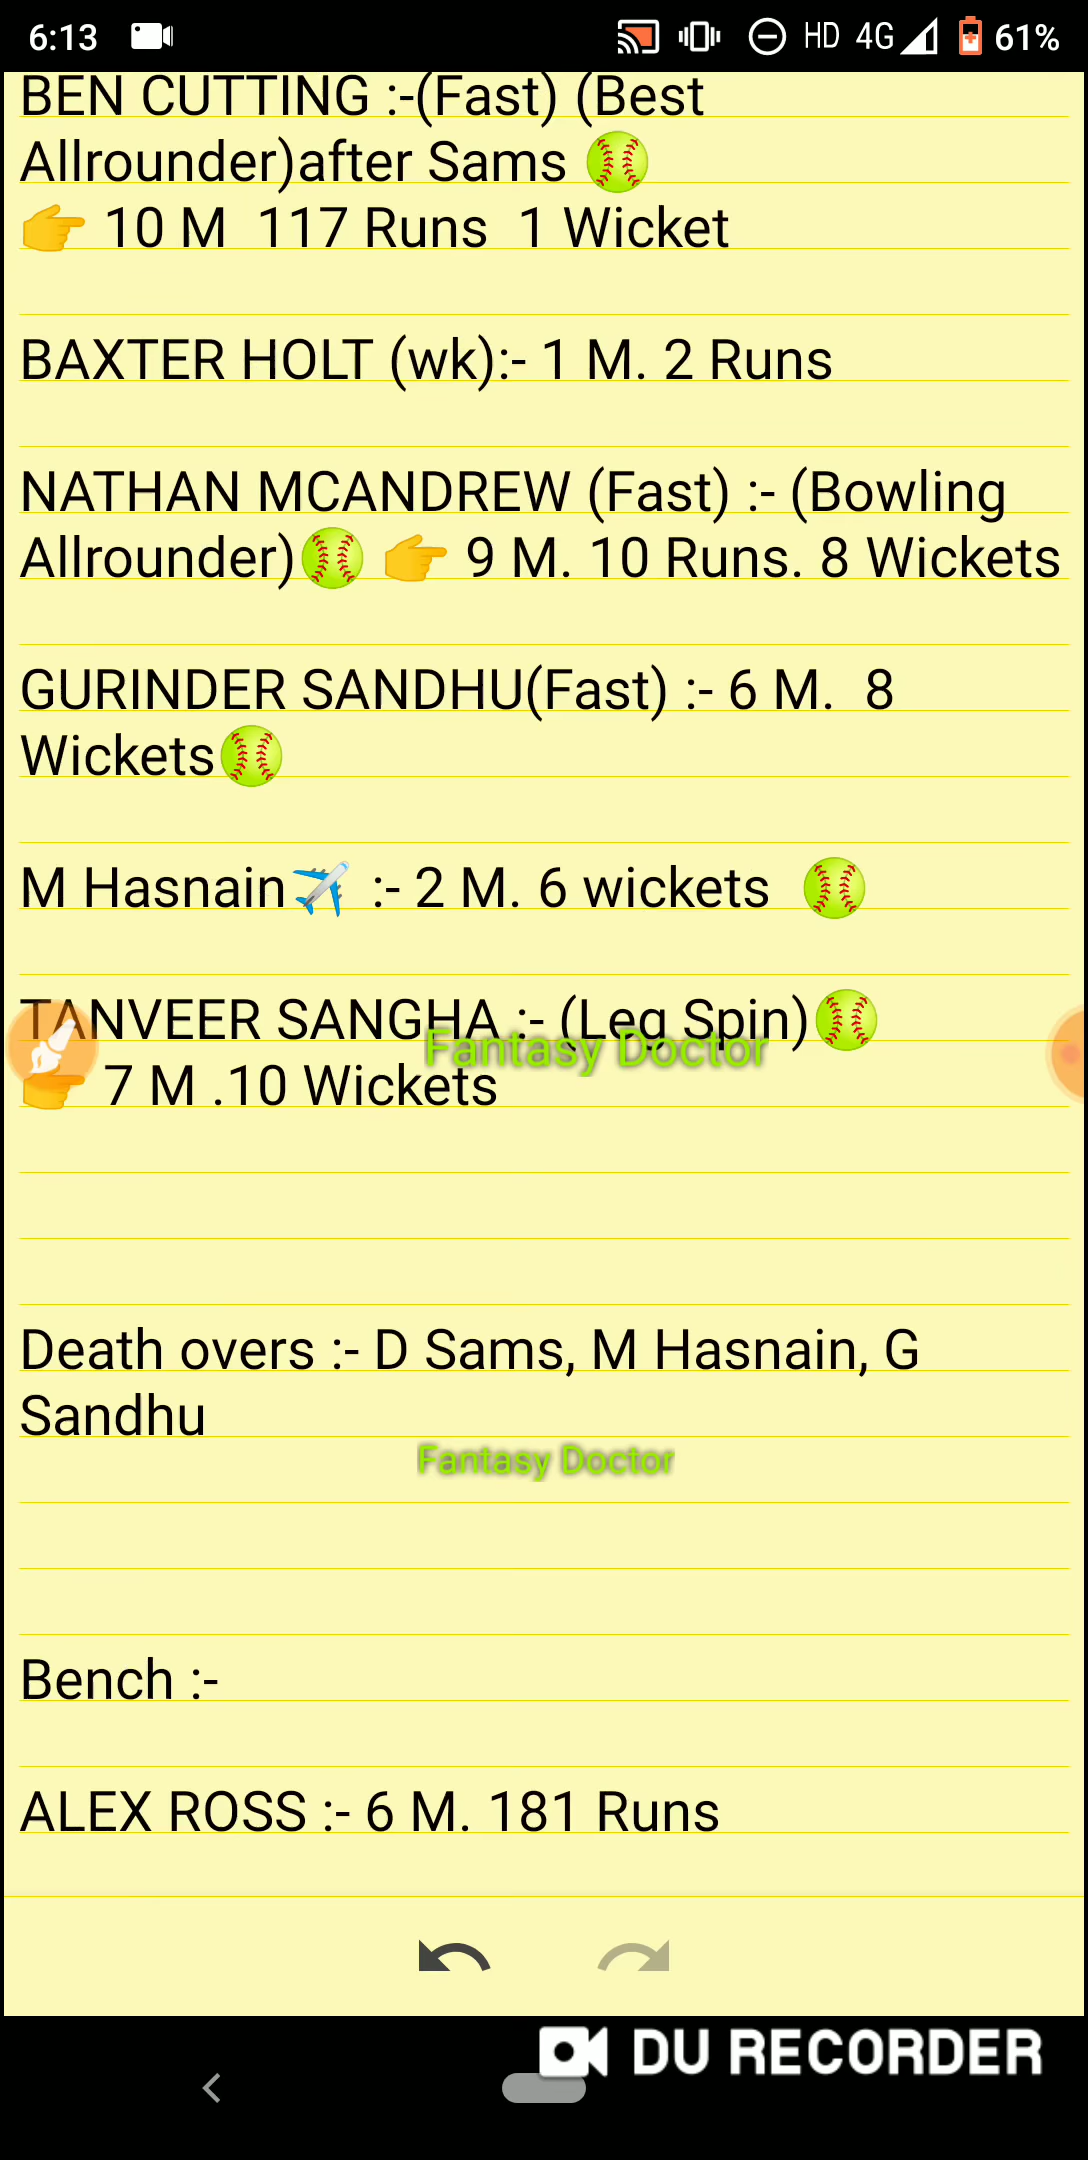 6:13 HD 4G 61%
BEN CUTTING :-(Fast) (Best
Allrounder)after Sams 🥎
👉 10 M  117 Runs  1 Wicket
BAXTER HOLT (wk):- 1 M. 2 Runs
NATHAN MCANDREW (Fast) :- (Bowling
Allrounder)🥎 👉 9 M. 10 Runs. 8 Wickets
GURINDER SANDHU(Fast) :- 6 M.  8
Wickets🥎
M Hasnain✈️ :- 2 M. 6 wickets  🥎
TANVEER SANGHA :- (Leg Spin)🥎
Fantasy Doctor
👉 7 M .10 Wickets
Death overs :- D Sams, M Hasnain, G
Sandhu
Fantasy Doctor
Bench :-
ALEX ROSS :- 6 M. 181 Runs
DU RECORDER